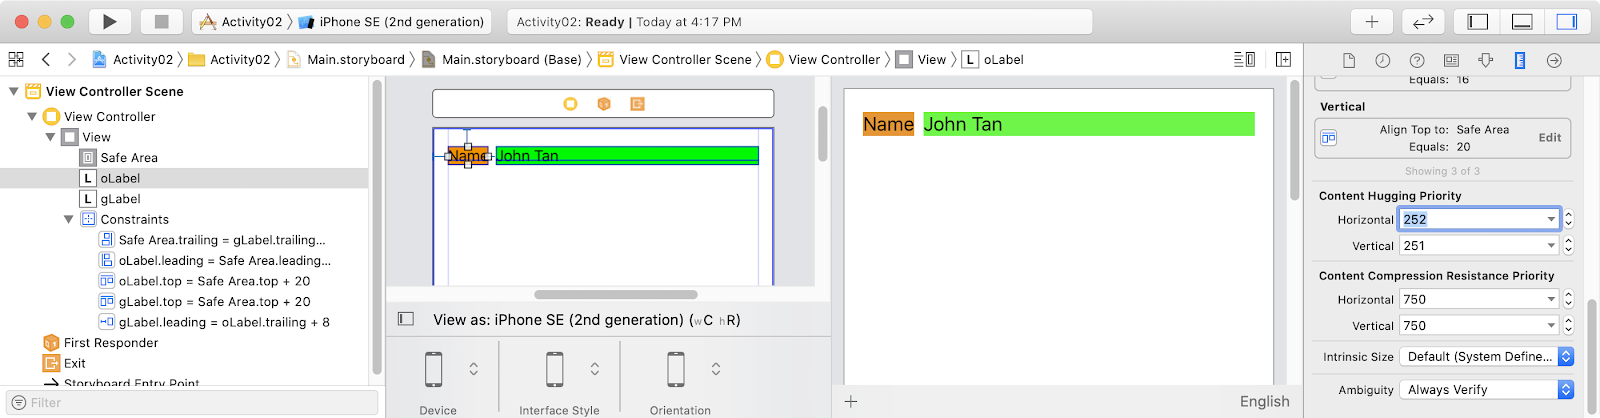 Activity02 〉 iPhone SE (2nd generation)
Activity02: Ready | Today at 4:17 PM
Activity02 〉 Activity02 〉 Main.storyboard 〉 Main.storyboard (Base) 〉 View Controller Scene 〉 View Controller 〉 View 〉 L oLabel
View Controller Scene
View Controller
View
Safe Area
L oLabel
L gLabel
Constraints
Safe Area.trailing = gLabel.trailing...
oLabel.leading = Safe Area.leading...
oLabel.top = Safe Area.top + 20
gLabel.top = Safe Area.top + 20
gLabel.leading = oLabel.trailing + 8
First Responder
Exit
Storyboard Entry Point
Filter
Name John Tan
View as: iPhone SE (2nd generation) (wC hR)
Device
Interface Style
Orientation
Name John Tan
English
Equals: 16
Vertical
Align Top to: Safe Area
Equals: 20
Edit
Showing 3 of 3
Content Hugging Priority
Horizontal 252
Vertical 251
Content Compression Resistance Priority
Horizontal 750
Vertical 750
Intrinsic Size Default (System Define...
Ambiguity Always Verify